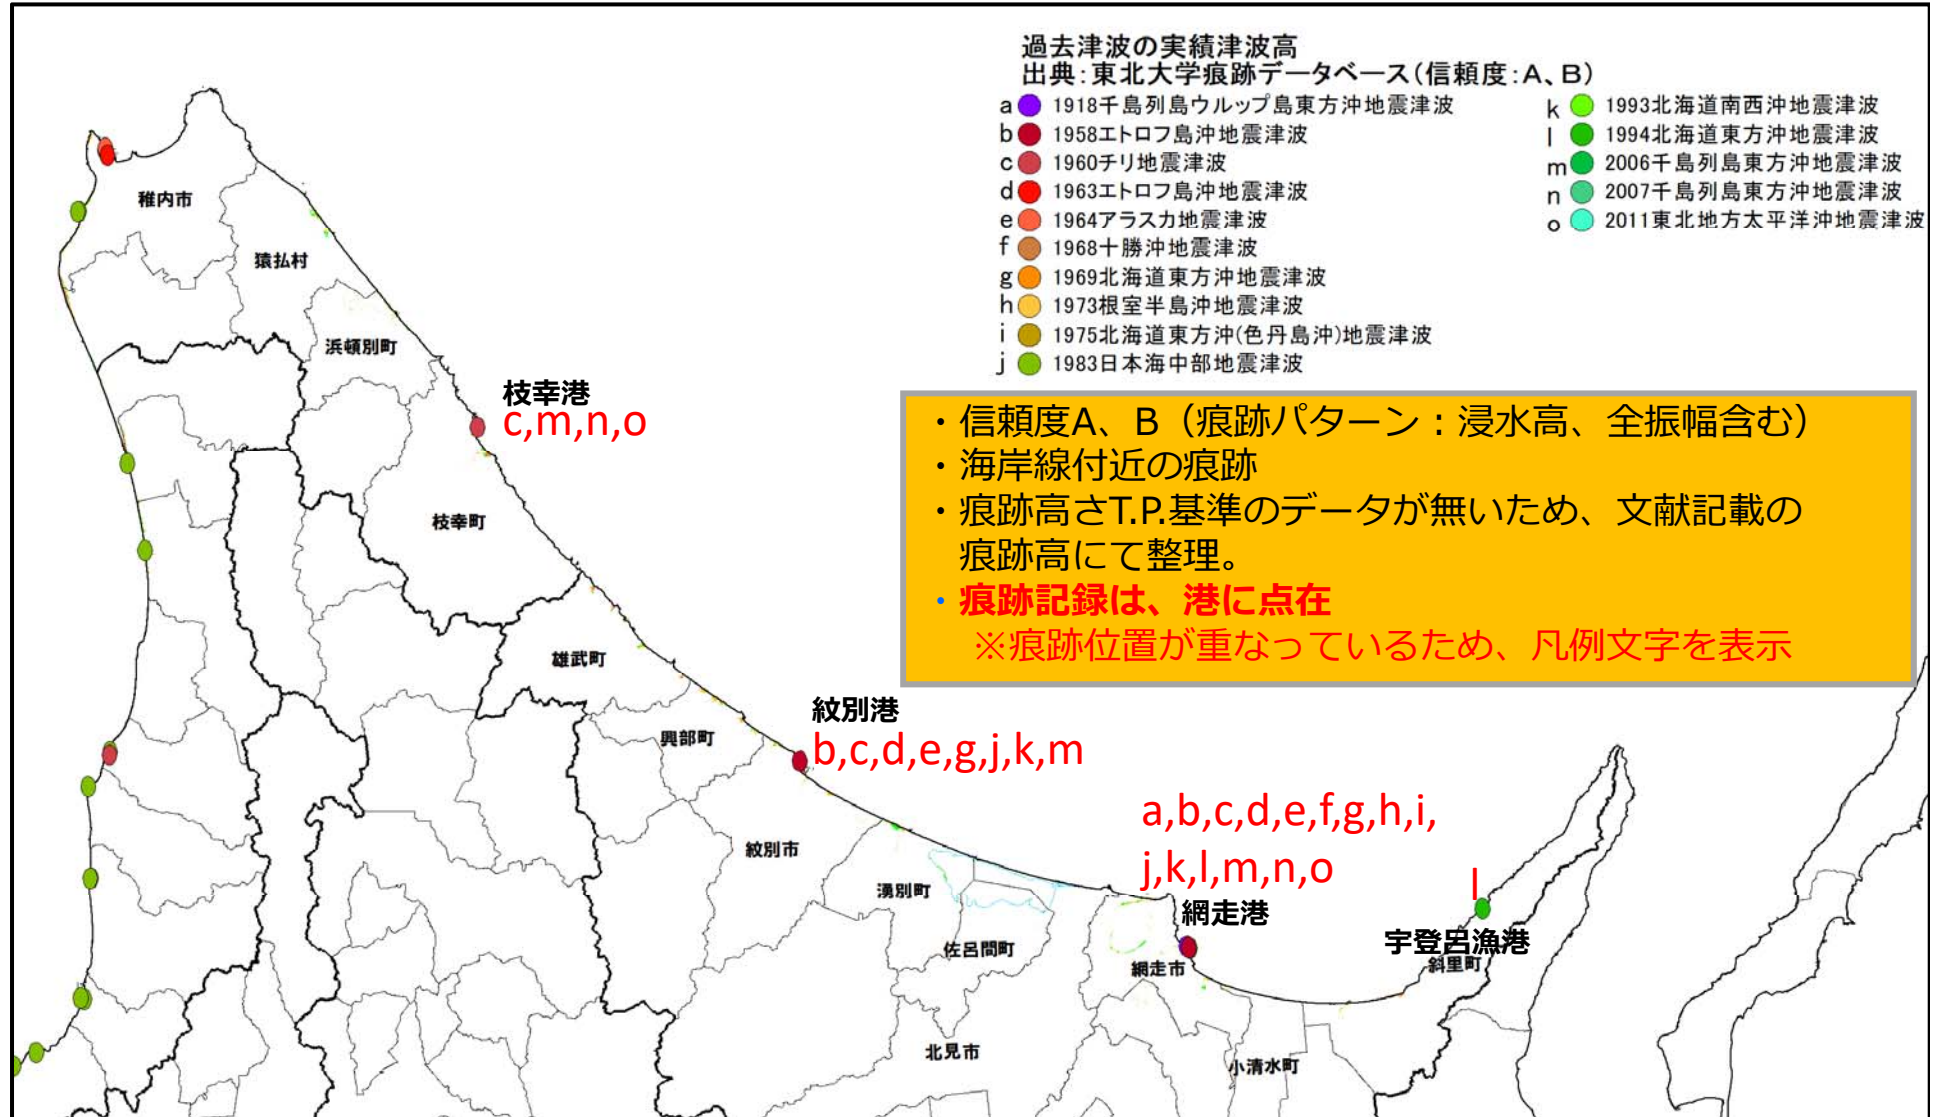 過去津波の実績津波高
出典：東北大学痕跡データベース（信頼度：A、B）
a 1918千島列島ウルップ島東方沖地震津波
b 1958エトロフ島沖地震津波
c 1960チリ地震津波
d 1963エトロフ島沖地震津波
e 1964アラスカ地震津波
f 1968十勝沖地震津波
g 1969北海道東方沖地震津波
h 1973根室半島沖地震津波
i 1975北海道東方沖(色丹島沖)地震津波
j 1983日本海中部地震津波
k 1993北海道南西沖地震津波
l 1994北海道東方沖地震津波
m 2006千島列島東方沖地震津波
n 2007千島列島東方沖地震津波
o 2011東北地方太平洋沖地震津波
・信頼度A、B（痕跡パターン：浸水高、全振幅含む）
・海岸線付近の痕跡
・痕跡高さT.P.基準のデータが無いため、文献記載の
痕跡高にて整理。
・痕跡記録は、港に点在
※痕跡位置が重なっているため、凡例文字を表示
稚内市
猿払村
浜頓別町
枝幸港
c,m,n,o
枝幸町
雄武町
紋別港
b,c,d,e,g,j,k,m
興部町
紋別市
湧別町
佐呂間町
北見市
a,b,c,d,e,f,g,h,i,
j,k,l,m,n,o
網走港
網走市
l
宇登呂漁港
斜里町
小清水町